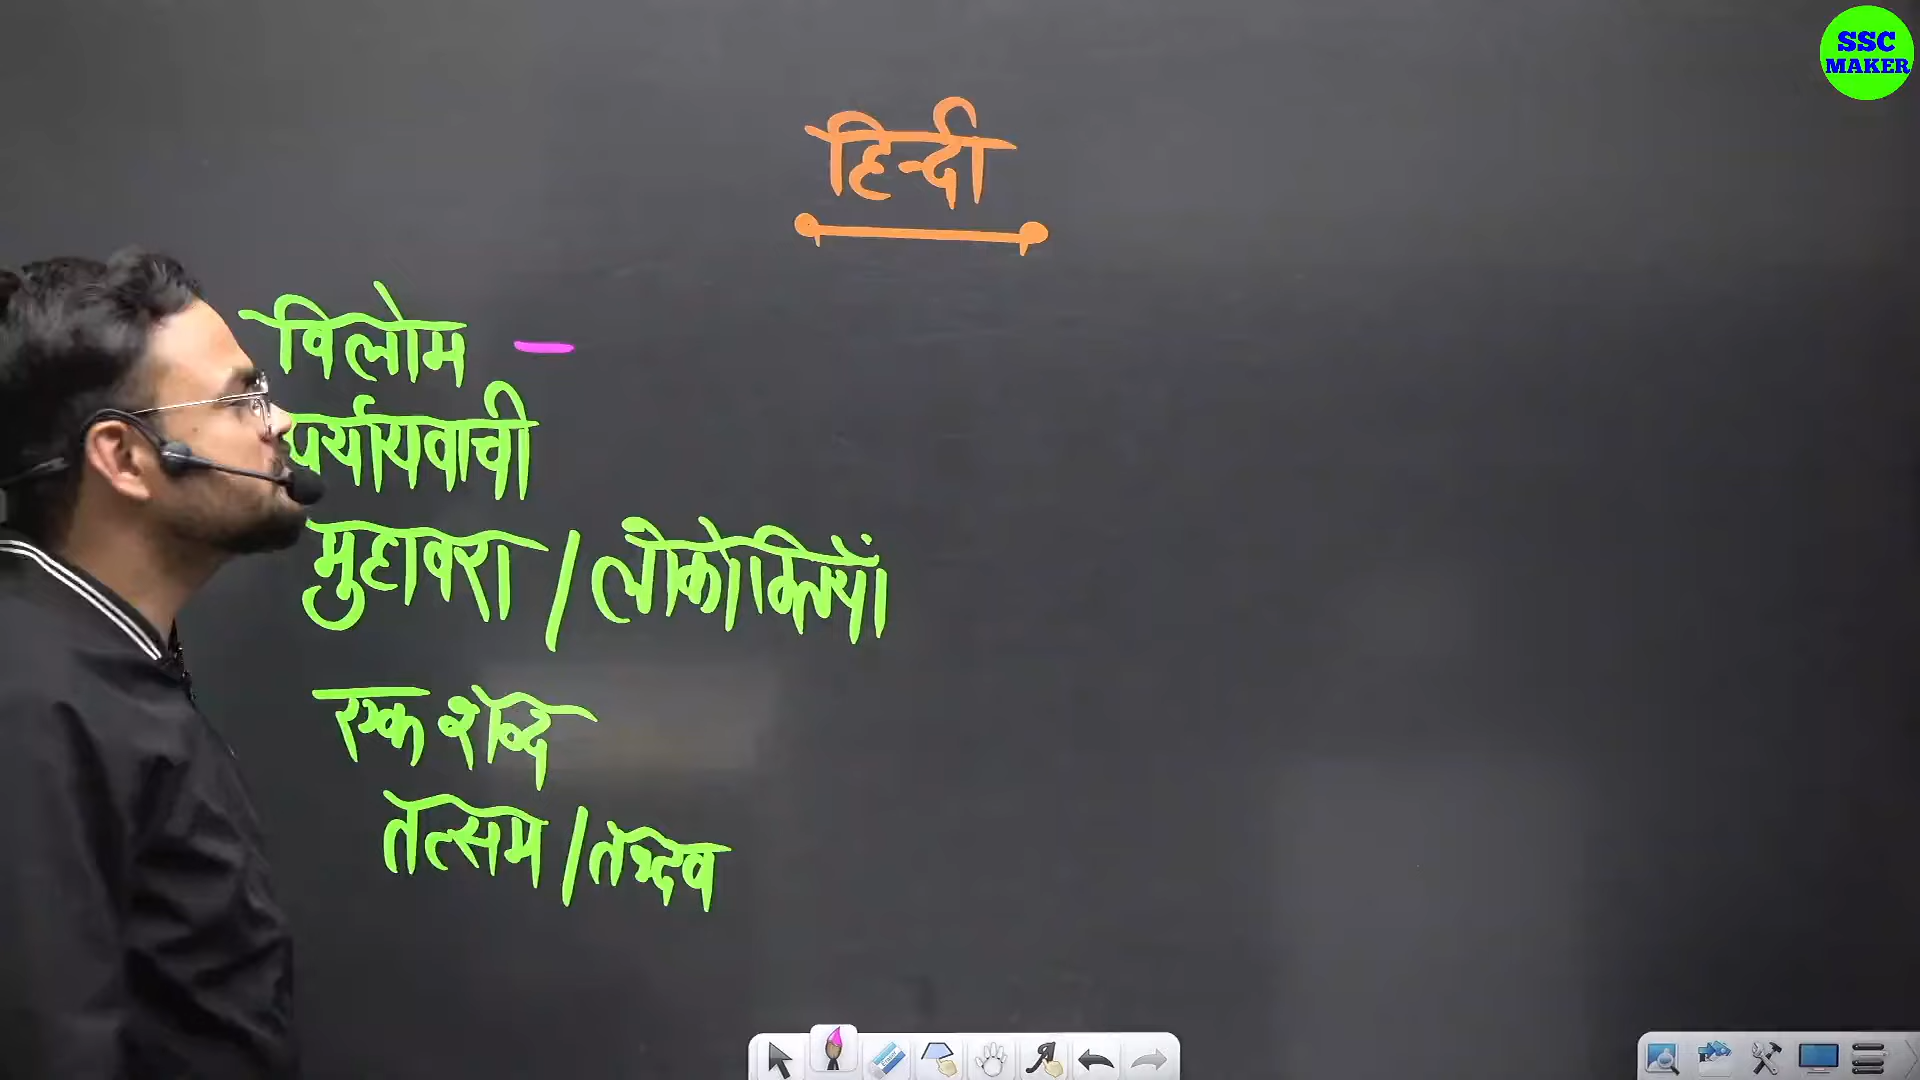 SSC
MAKER
हिन्दी
विलोम –
पर्यायवाची
मुहावरा / लोकोक्तियाँ
एक शब्द
तत्सम / तद्भव